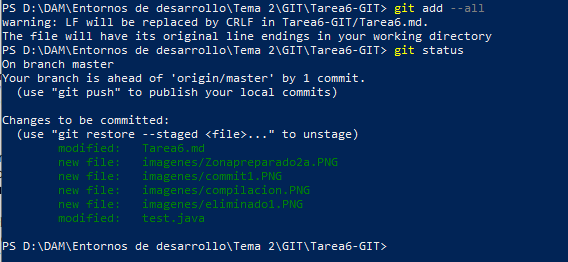 PS D:\DAM\Entornos de desarrollo\Tema 2\GIT\Tarea6-GIT> git add --all
warning: LF will be replaced by CRLF in Tarea6-GIT/Tarea6.md.
The file will have its original line endings in your working directory
PS D:\DAM\Entornos de desarrollo\Tema 2\GIT\Tarea6-GIT> git status
On branch master
Your branch is ahead of 'origin/master' by 1 commit.
  (use "git push" to publish your local commits)

Changes to be committed:
  (use "git restore --staged <file>..." to unstage)
        modified:   Tarea6.md
        new file:   imagenes/Zonapreparado2a.PNG
        new file:   imagenes/commit1.PNG
        new file:   imagenes/compilacion.PNG
        new file:   imagenes/eliminado1.PNG
        modified:   test.java

PS D:\DAM\Entornos de desarrollo\Tema 2\GIT\Tarea6-GIT>